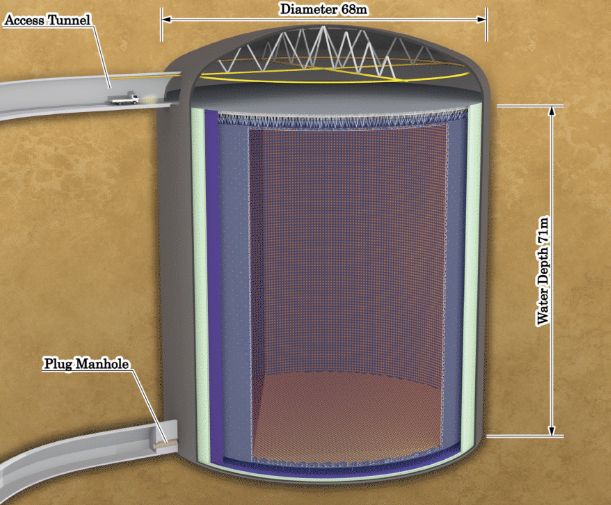 Diameter 68m
Access Tunnel
Water Depth 71m
Plug Manhole